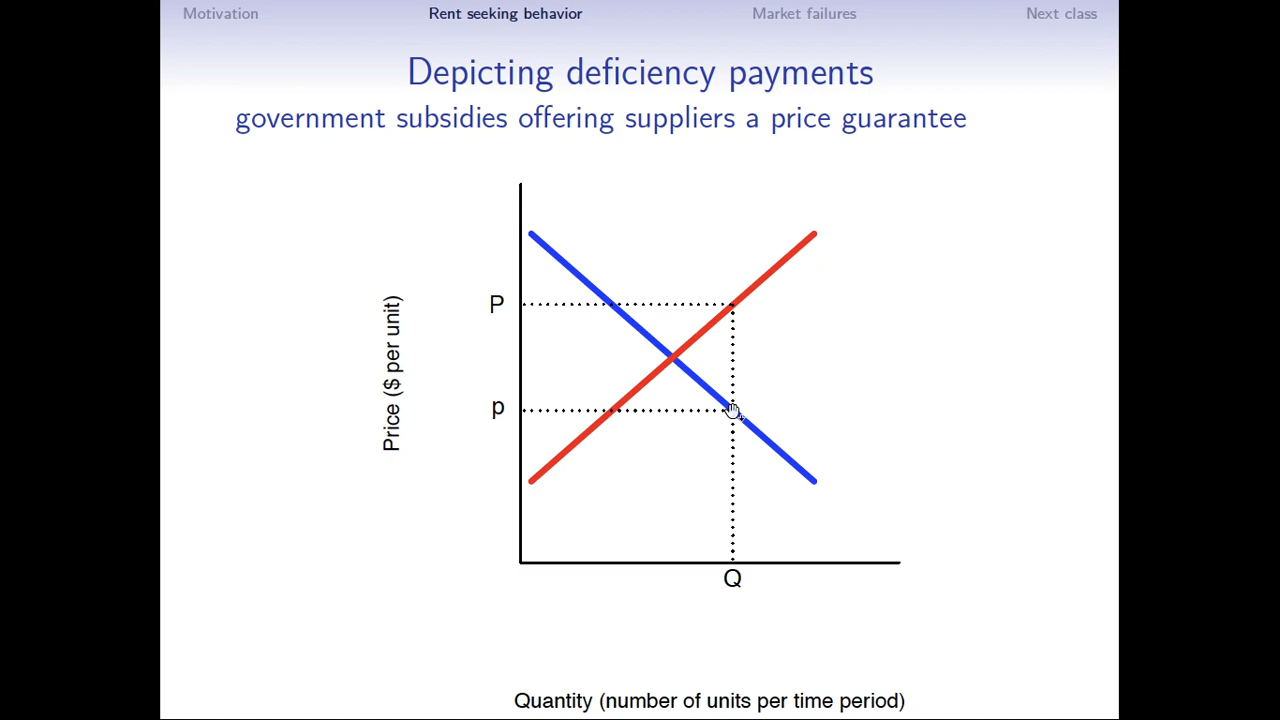 Motivation Rent seeking behavior Market failures Next class
Depicting deficiency payments
government subsidies offering suppliers a price guarantee
P
p
Price ($ per unit)
Q
Quantity (number of units per time period)